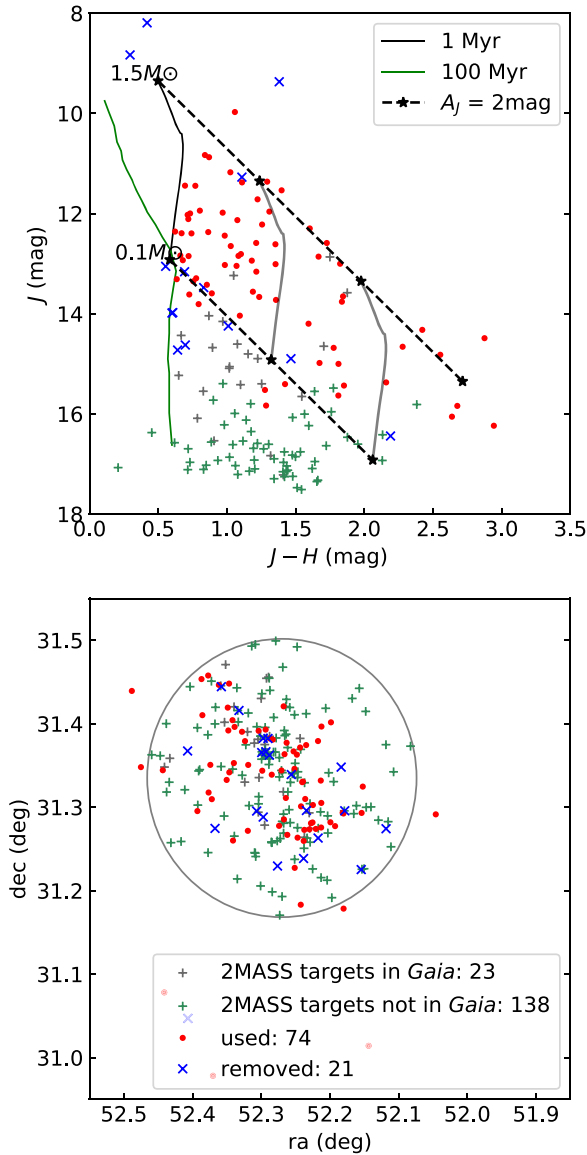 8
10
12
14
16
18
J (mag)
1.5M⊙
0.1M⊙
1 Myr
100 Myr
A_J = 2mag
0.0 0.5 1.0 1.5 2.0 2.5 3.0 3.5
J − H (mag)
31.5
31.4
31.3
31.2
31.1
31.0
dec (deg)
2MASS targets in Gaia: 23
2MASS targets not in Gaia: 138
used: 74
removed: 21
52.5 52.4 52.3 52.2 52.1 52.0 51.9
ra (deg)